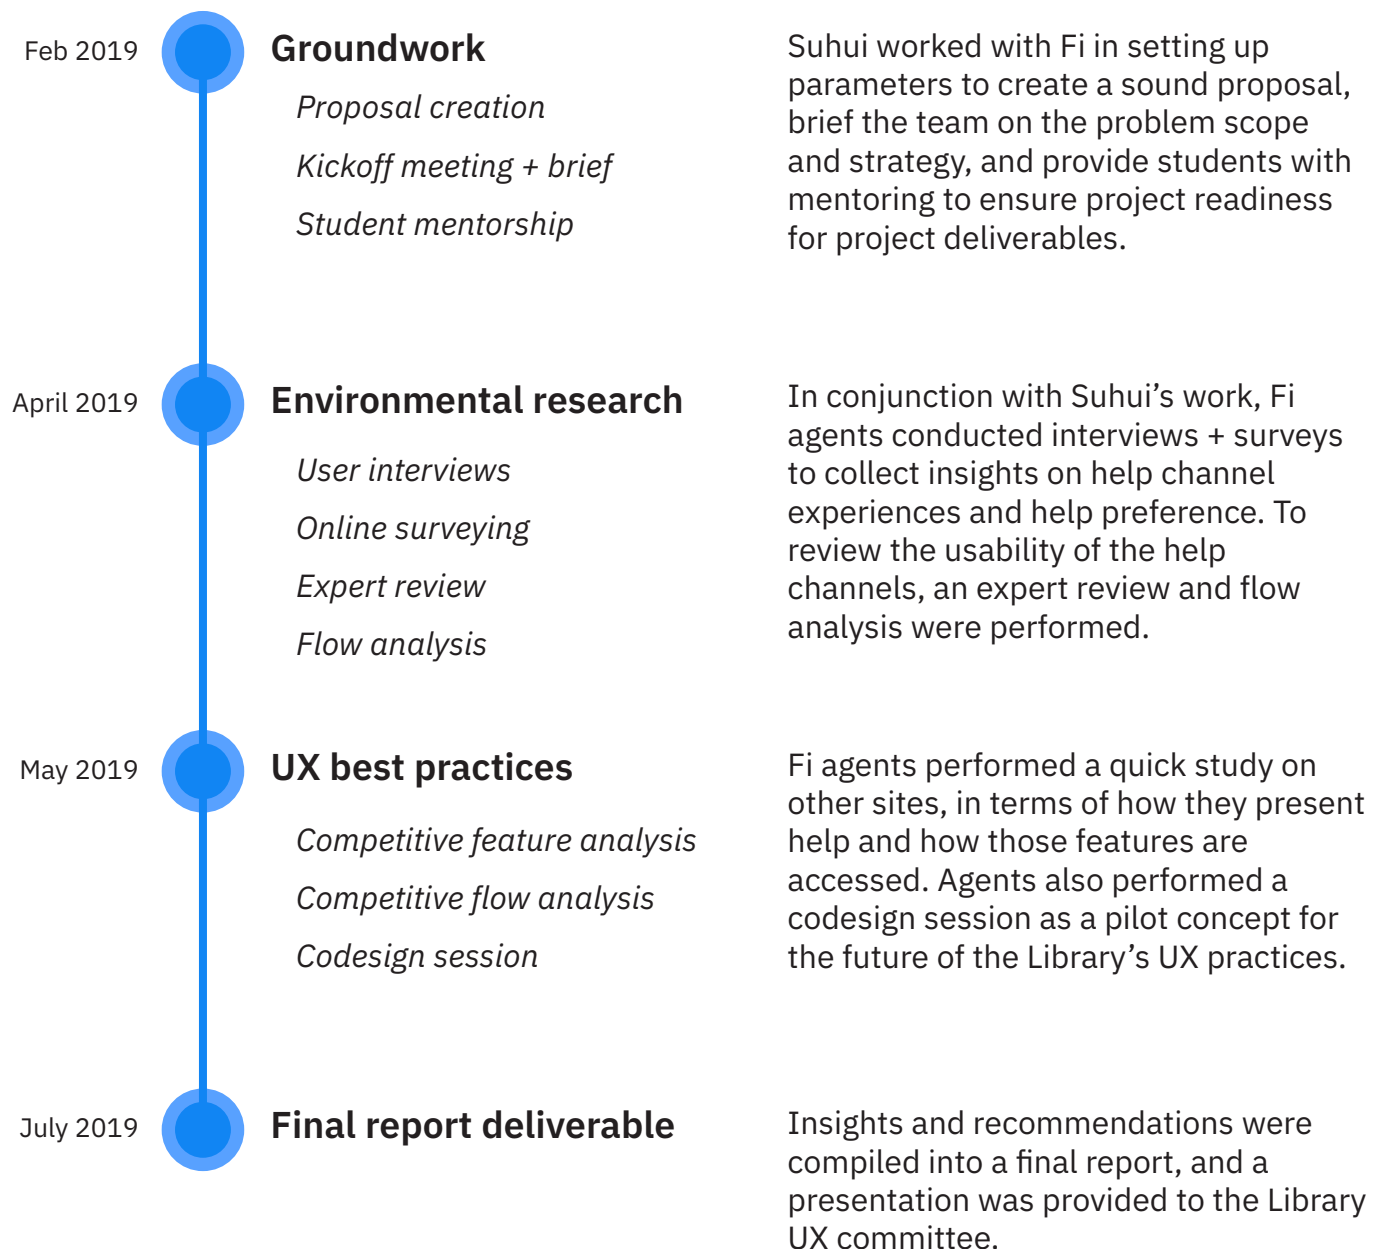 Feb 2019
Groundwork
Proposal creation
Kickoff meeting + brief
Student mentorship
Suhui worked with Fi in setting up
parameters to create a sound proposal,
brief the team on the problem scope
and strategy, and provide students with
mentoring to ensure project readiness
for project deliverables.
April 2019
Environmental research
User interviews
Online surveying
Expert review
Flow analysis
In conjunction with Suhui’s work, Fi
agents conducted interviews + surveys
to collect insights on help channel
experiences and help preference. To
review the usability of the help
channels, an expert review and flow
analysis were performed.
May 2019
UX best practices
Competitive feature analysis
Competitive flow analysis
Codesign session
Fi agents performed a quick study on
other sites, in terms of how they present
help and how those features are
accessed. Agents also performed a
codesign session as a pilot concept for
the future of the Library’s UX practices.
July 2019
Final report deliverable
Insights and recommendations were
compiled into a final report, and a
presentation was provided to the Library
UX committee.